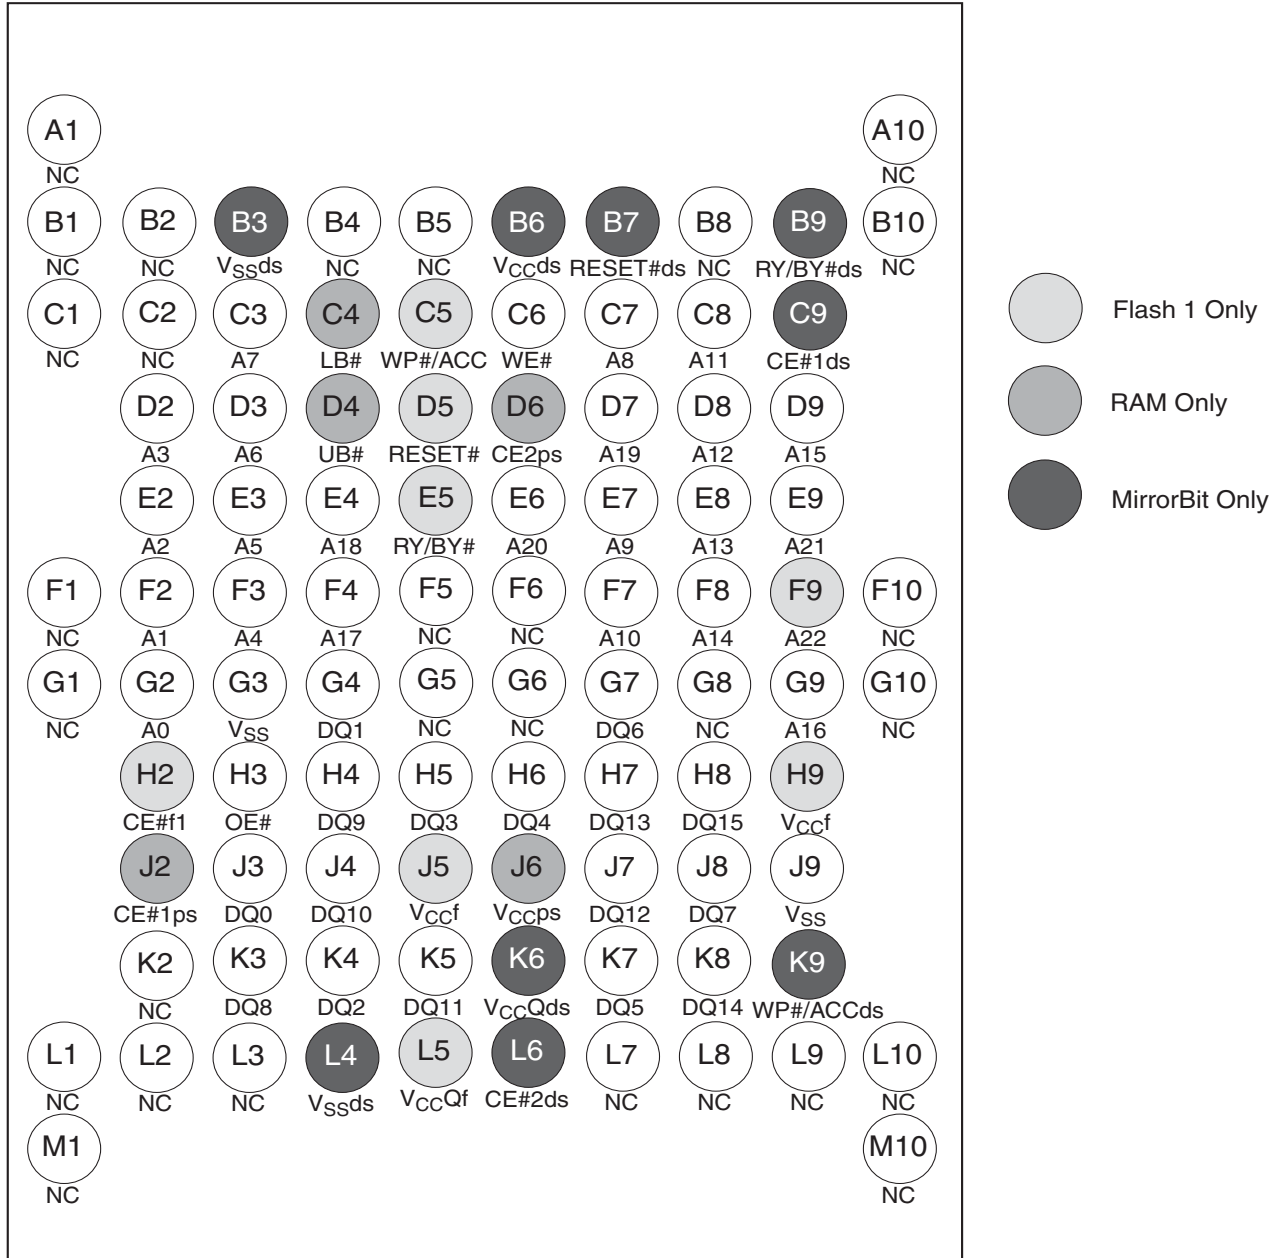 A1 A10
NC NC
B1 B2 B3 B4 B5 B6 B7 B8 B9 B10
NC NC VSSds NC NC VCCds RESET#ds NC RY/BY#ds NC
C1 C2 C3 C4 C5 C6 C7 C8 C9
NC NC A7 LB# WP#/ACC WE# A8 A11 CE#1ds
Flash 1 Only
D2 D3 D4 D5 D6 D7 D8 D9
RAM Only
A3 A6 UB# RESET# CE2ps A19 A12 A15
E2 E3 E4 E5 E6 E7 E8 E9
MirrorBit Only
A2 A5 A18 RY/BY# A20 A9 A13 A21
F1 F2 F3 F4 F5 F6 F7 F8 F9 F10
NC A1 A4 A17 NC NC A10 A14 A22 NC
G1 G2 G3 G4 G5 G6 G7 G8 G9 G10
NC A0 VSS DQ1 NC NC DQ6 NC A16 NC
H2 H3 H4 H5 H6 H7 H8 H9
CE#f1 OE# DQ9 DQ3 DQ4 DQ13 DQ15 VCCf
J2 J3 J4 J5 J6 J7 J8 J9
CE#1ps DQ0 DQ10 VCCf VCCps DQ12 DQ7 VSS
K2 K3 K4 K5 K6 K7 K8 K9
NC DQ8 DQ2 DQ11 VCCQds DQ5 DQ14 WP#/ACCds
L1 L2 L3 L4 L5 L6 L7 L8 L9 L10
NC NC NC VSSds VCCQf CE#2ds NC NC NC NC
M1 M10
NC NC